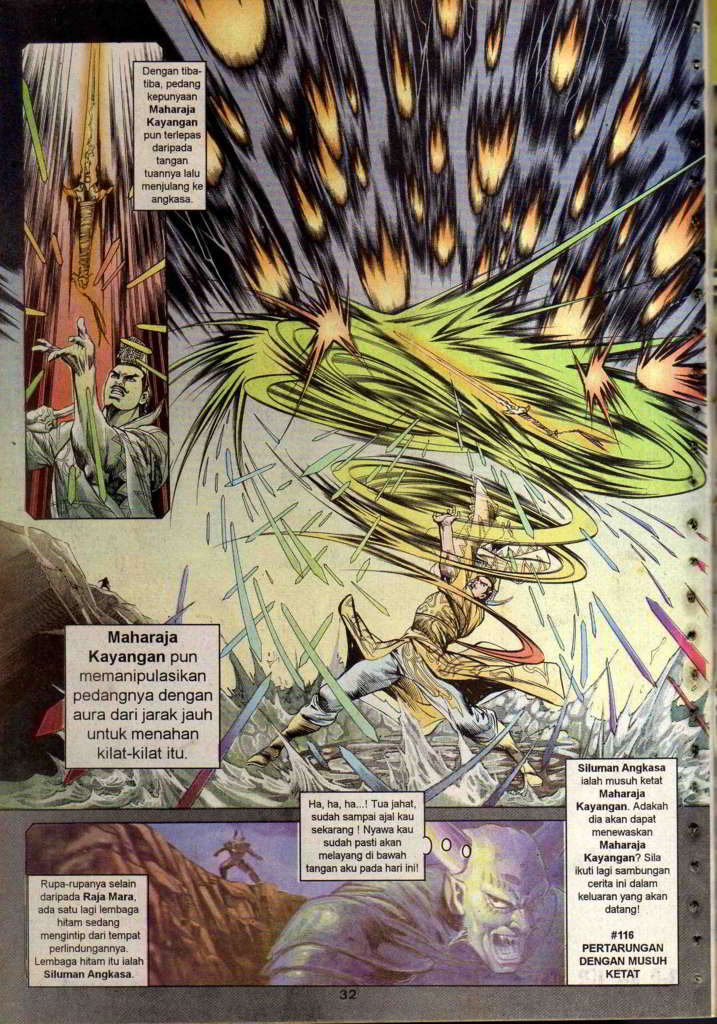 Dengan tiba-
tiba, pedang
kepunyaan
Maharaja
Kayangan
pun terlepas
daripada
tangan
tuannya lalu
menjulang ke
angkasa.
Maharaja
Kayangan pun
memanipulasikan
pedangnya dengan
aura dari jarak jauh
untuk menahan
kilat-kilat itu.
Ha, ha, ha...! Tua jahat,
sudah sampai ajal kau
sekarang ! Nyawa kau
sudah pasti akan
melayang di bawah
tangan aku pada hari ini!
Rupa-rupanya selain
daripada Raja Mara,
ada satu lagi lembaga
hitam sedang
mengintip dari tempat
perlindungannya.
Lembaga hitam itu ialah
Siluman Angkasa.
Siluman Angkasa
ialah musuh ketat
Maharaja
Kayangan. Adakah
dia akan dapat
menewaskan
Maharaja
Kayangan? Sila
ikuti lagi sambungan
cerita ini dalam
keluaran yang akan
datang!
#116
PERTARUNGAN
DENGAN MUSUH
KETAT
32